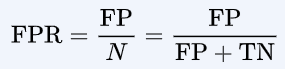 FPR = FP / N = FP / (FP + TN)